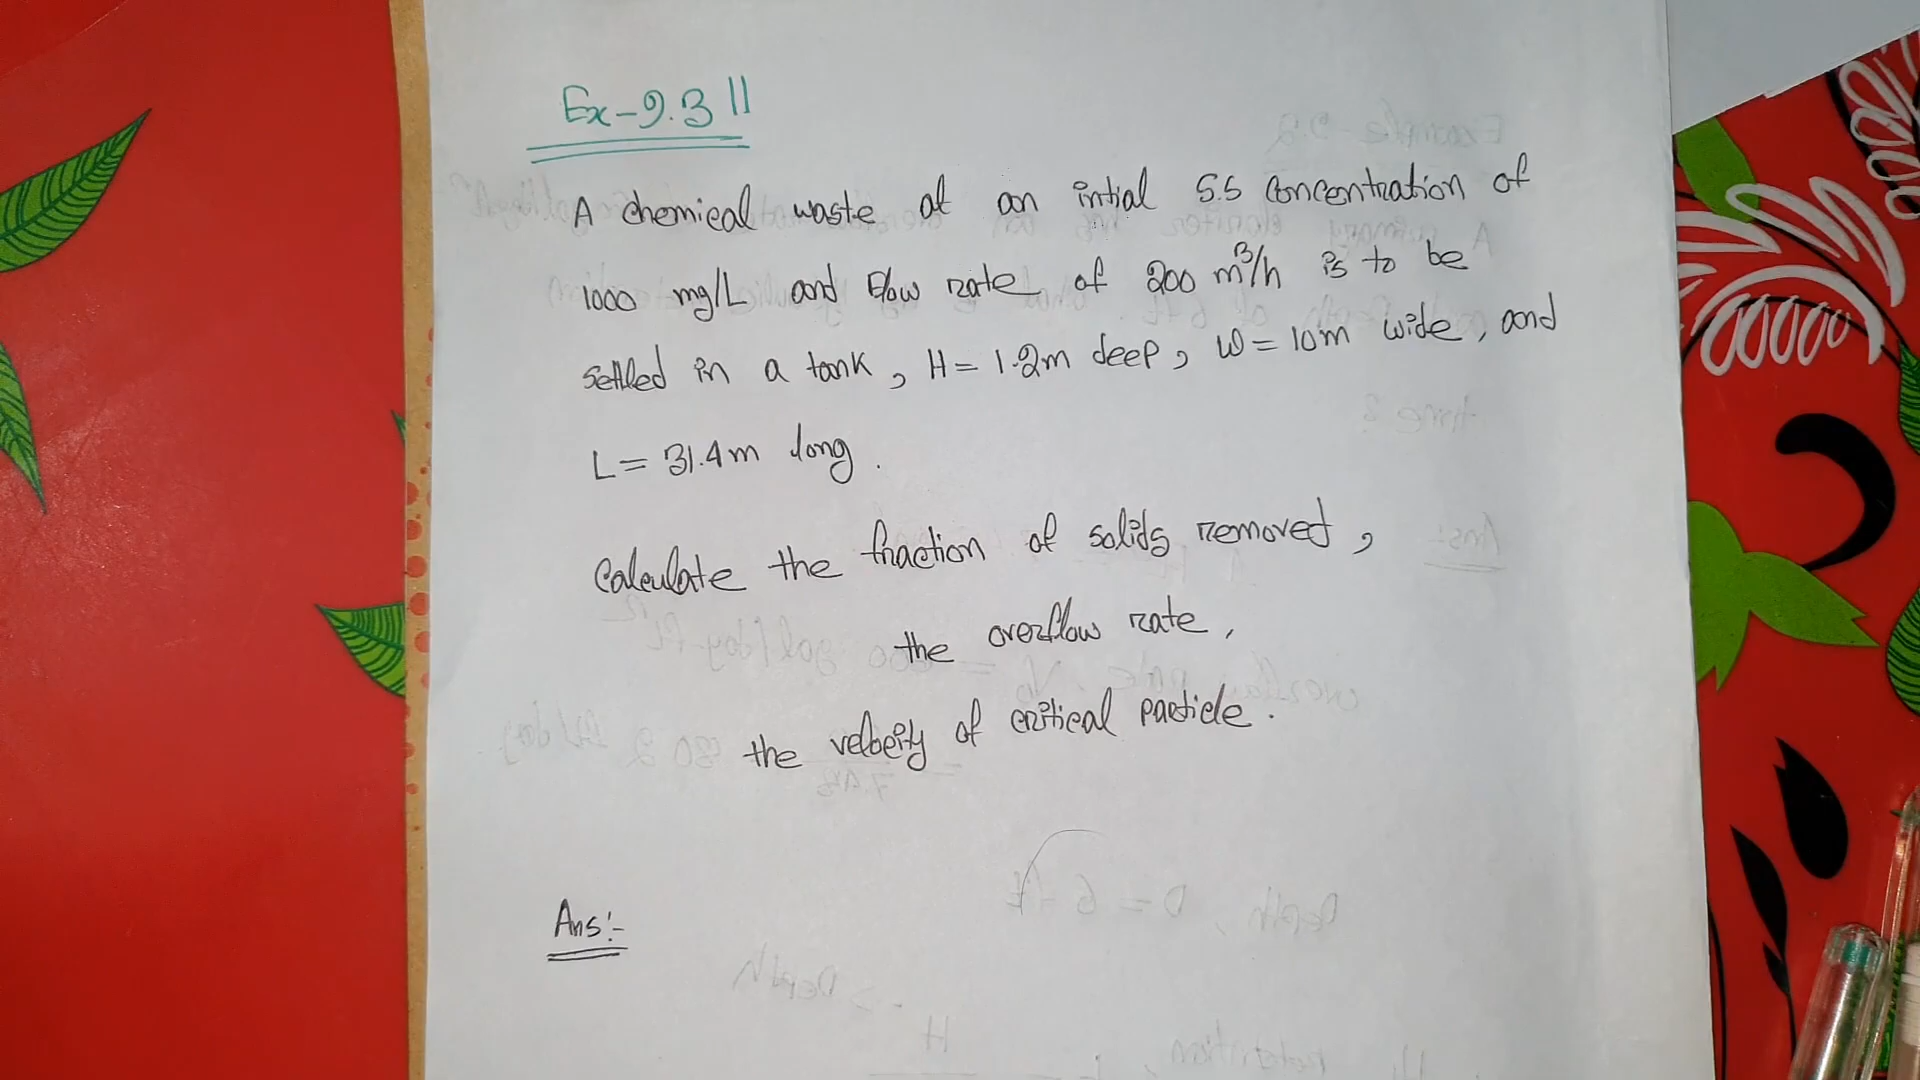 Ex-9.3 ||
A chemical waste at an intial S.S concentration of
1000 mg/L and flow rate of 200 m³/h is to be
settled in a tank, H = 1.2m deep, W = 10m wide, and
L = 31.4m long.
Calculate the fraction of solids removed,
the overflow rate,
the velocity of critical particle.
Ans:-